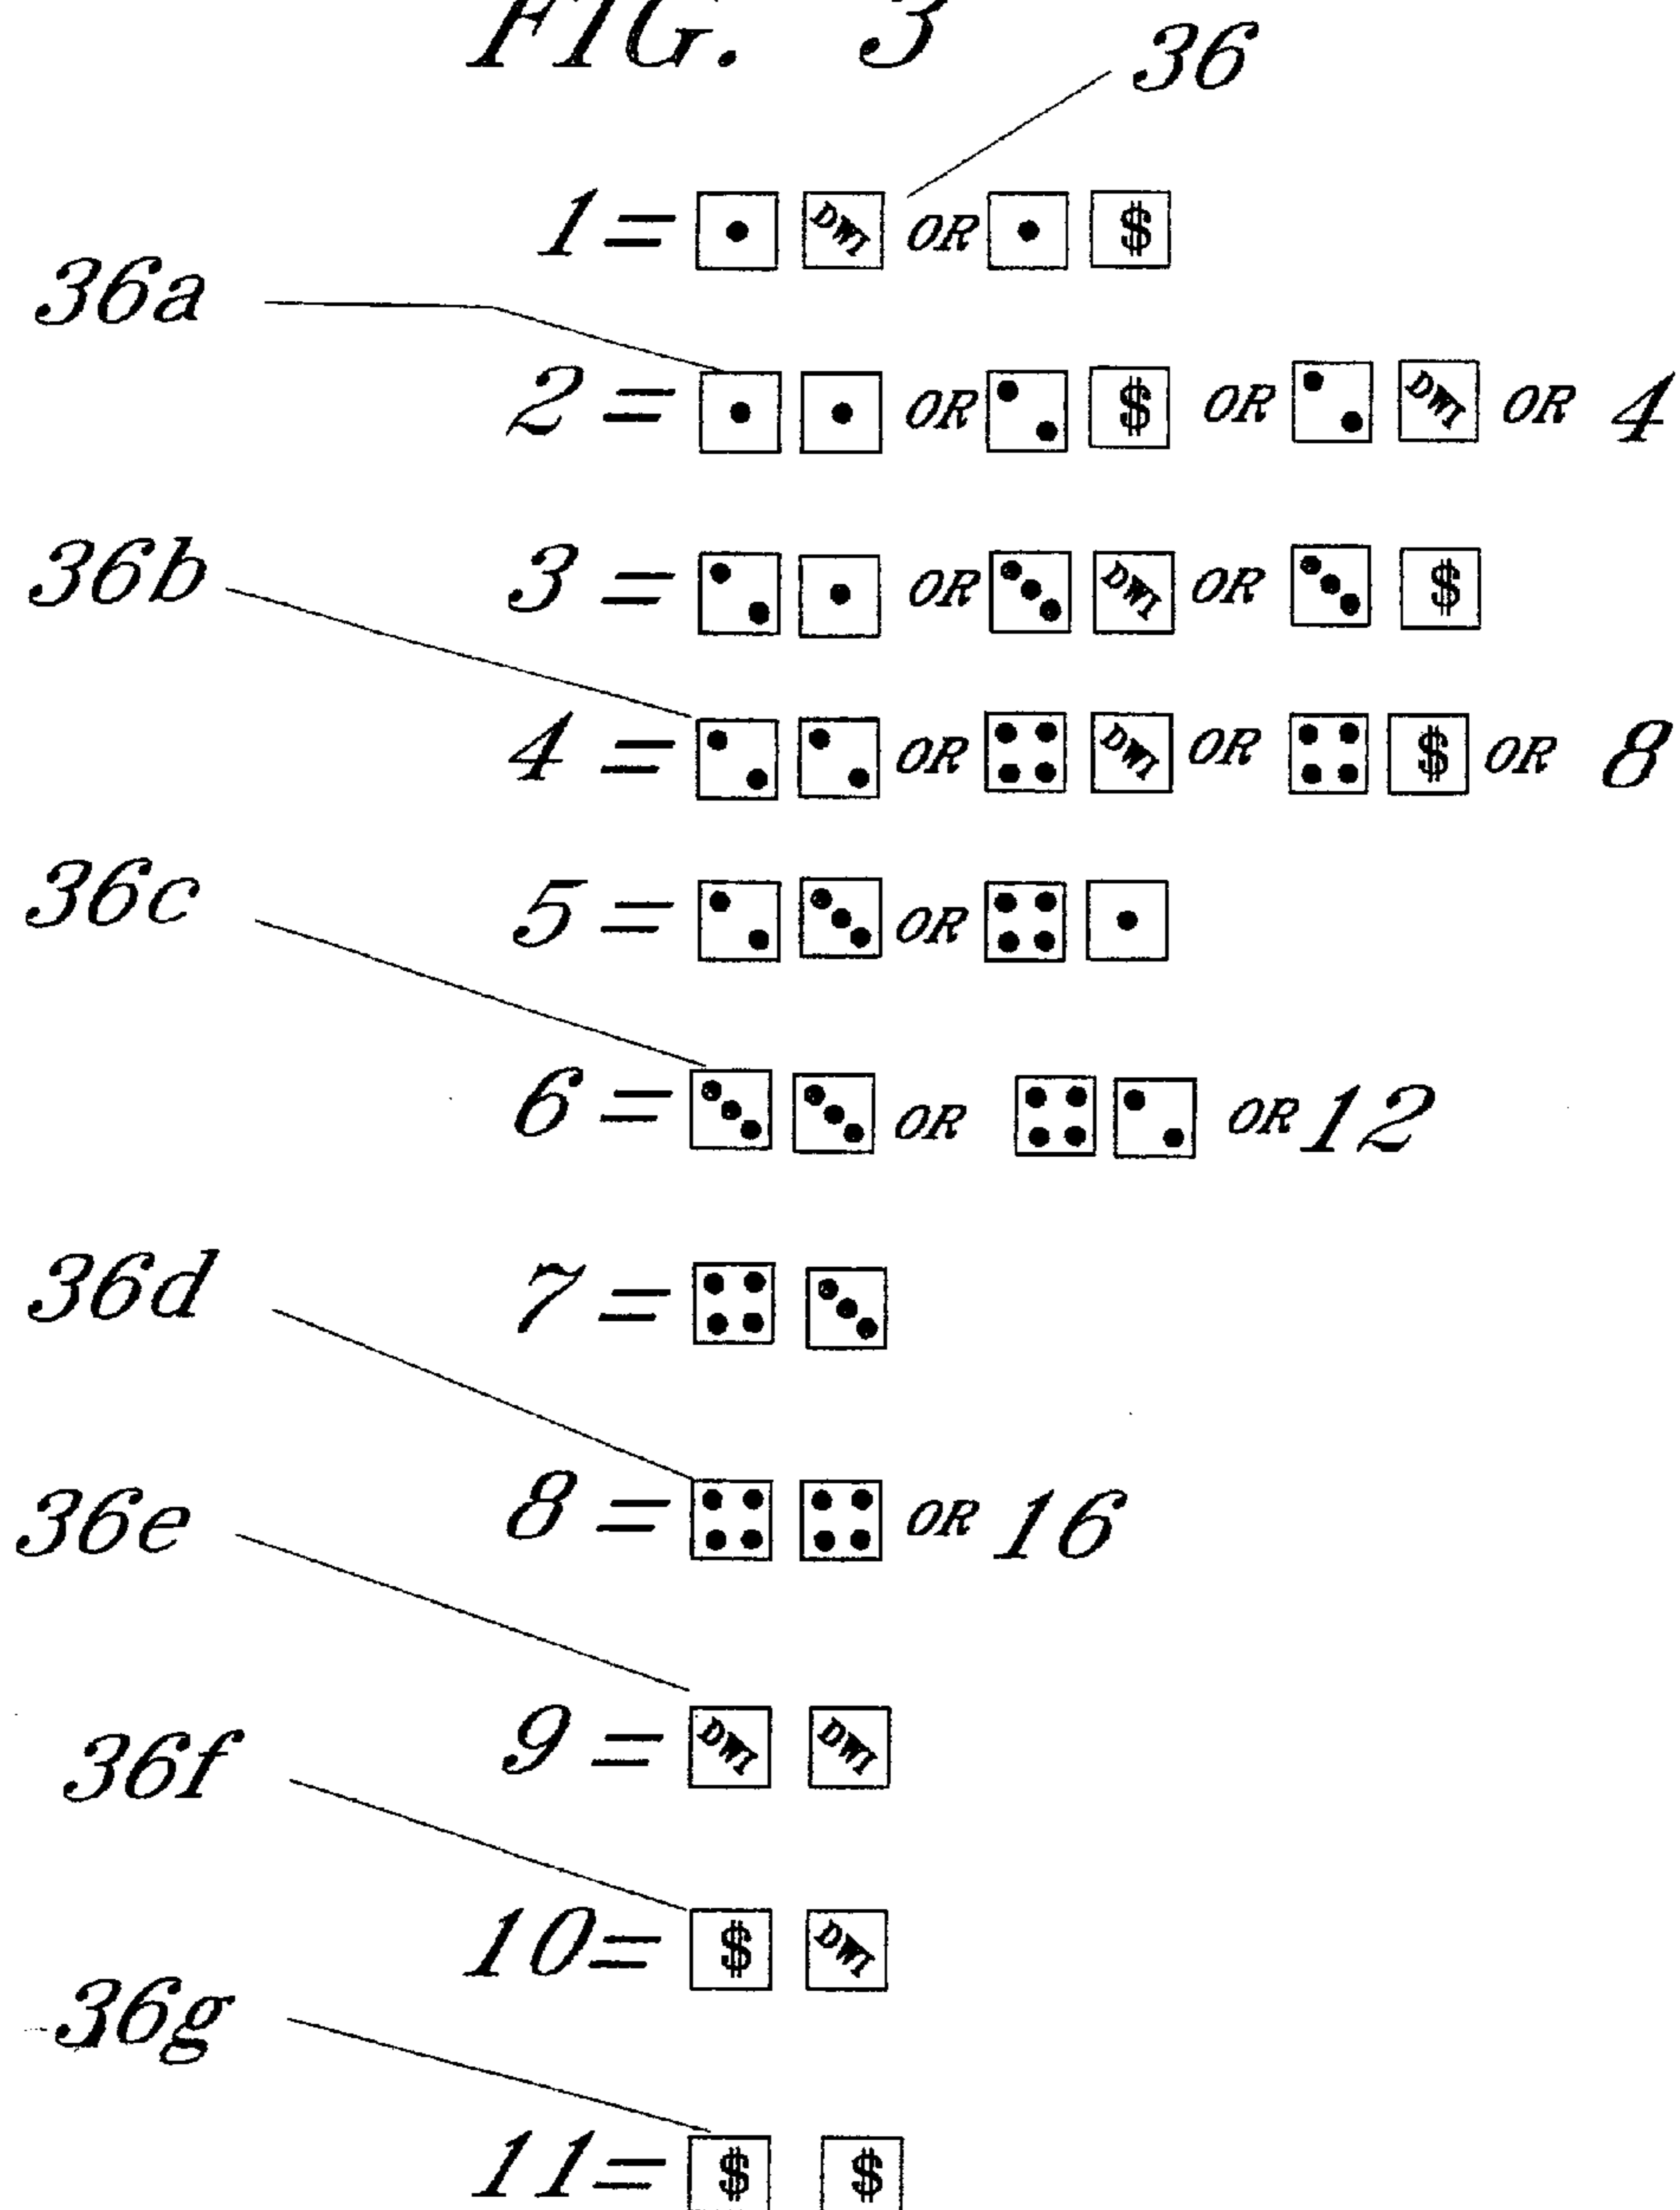 FIG. 3
36
1 = DWI OR $
36a
2 = OR $ OR DWI OR 4
36b
3 = OR DWI OR $
4 = OR DWI OR $ OR 8
36c
5 = OR
6 = OR OR 12
36d
7 =
8 = OR 16
36e
9 = DWI DWI
36f
10 = $ DWI
36g
11 = $ $